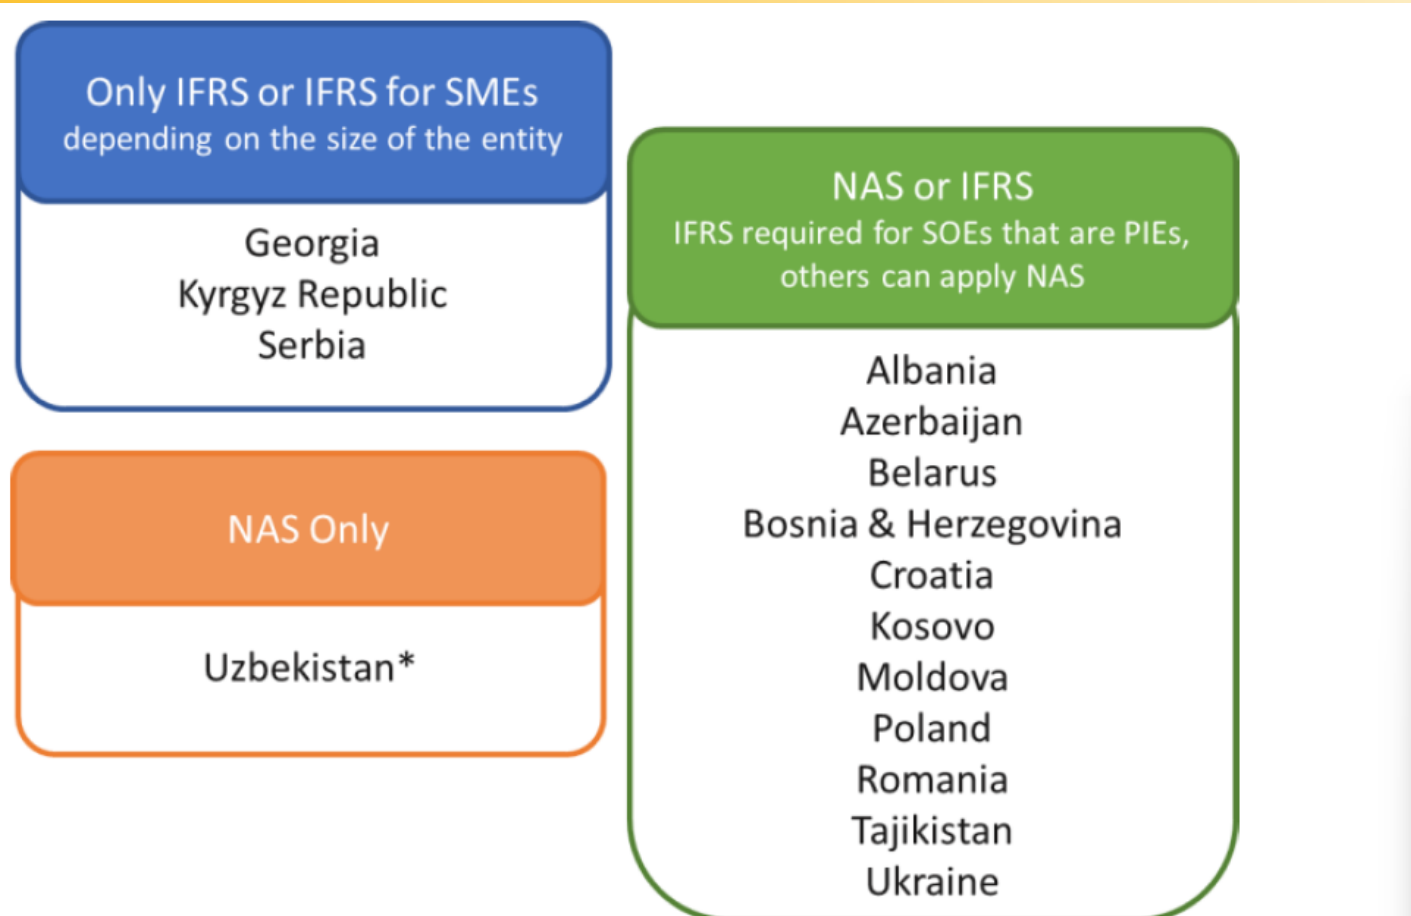 Only IFRS or IFRS for SMEs
depending on the size of the entity
Georgia
Kyrgyz Republic
Serbia
NAS Only
Uzbekistan*
NAS or IFRS
IFRS required for SOEs that are PIEs,
others can apply NAS
Albania
Azerbaijan
Belarus
Bosnia & Herzegovina
Croatia
Kosovo
Moldova
Poland
Romania
Tajikistan
Ukraine